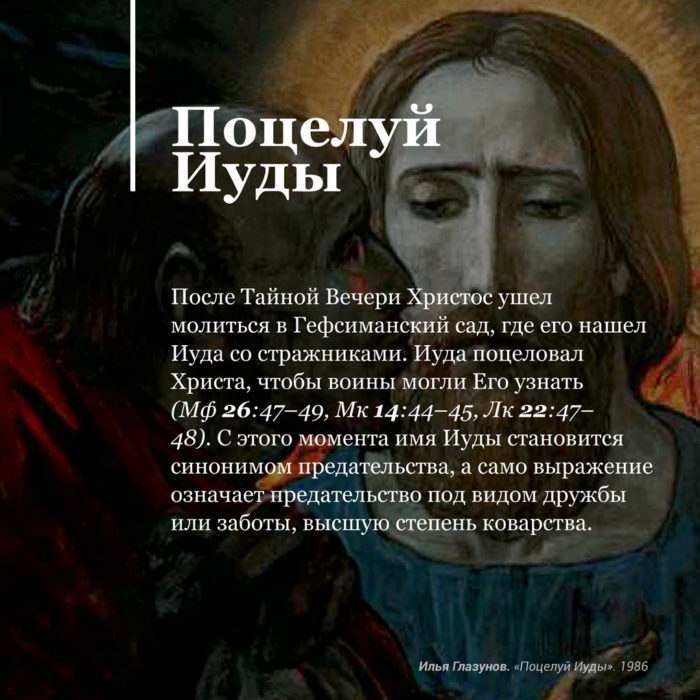 Поцелуй
Иуды
После Тайной Вечери Христос ушел
молиться в Гефсиманский сад, где его нашел
Иуда со стражниками. Иуда поцеловал
Христа, чтобы воины могли Его узнать
(Мф 26:47–49, Мк 14:44–45, Лк 22:47–
48). С этого момента имя Иуды становится
синонимом предательства, а само выражение
означает предательство под видом дружбы
или заботы, высшую степень коварства.
Илья Глазунов. «Поцелуй Иуды». 1986